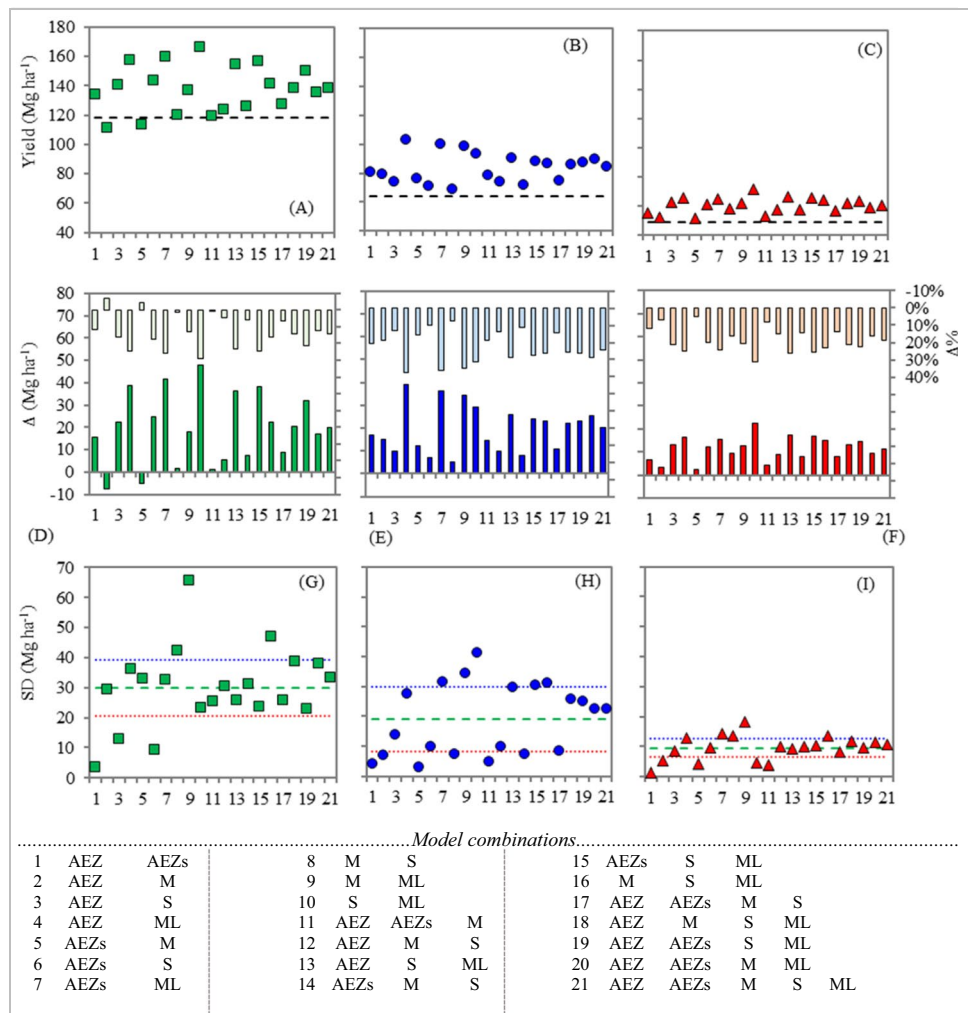 Yield (Mg ha-1)
180
160
140
120
100
80
60
40
(A)
(B)
(C)
1 3 5 7 9 11 13 15 17 19 21
1 3 5 7 9 11 13 15 17 19 21
1 3 5 7 9 11 13 15 17 19 21
Δ (Mg ha-1)
80
70
60
50
40
30
20
10
0
-10
-10%
0%
10%
20%
30%
40%
Δ%
1 3 5 7 9 11 13 15 17 19 21
1 3 5 7 9 11 13 15 17 19 21
1 3 5 7 9 11 13 15 17 19 21
(D)
(E)
(F)
SD (Mg ha-1)
70
60
50
40
30
20
10
0
(G)
(H)
(I)
1 3 5 7 9 11 13 15 17 19 21
1 3 5 7 9 11 13 15 17 19 21
1 3 5 7 9 11 13 15 17 19 21
Model combinations
1 AEZ AEZs
2 AEZ M
3 AEZ S
4 AEZ ML
5 AEZs M
6 AEZs S
7 AEZs ML
8 M S
9 M ML
10 S ML
11 AEZ AEZs M
12 AEZ M S
13 AEZ S ML
14 AEZs M S
15 AEZs S ML
16 M S ML
17 AEZ AEZs M S
18 AEZ M S ML
19 AEZ AEZs S ML
20 AEZ AEZs M ML
21 AEZ AEZs M S ML